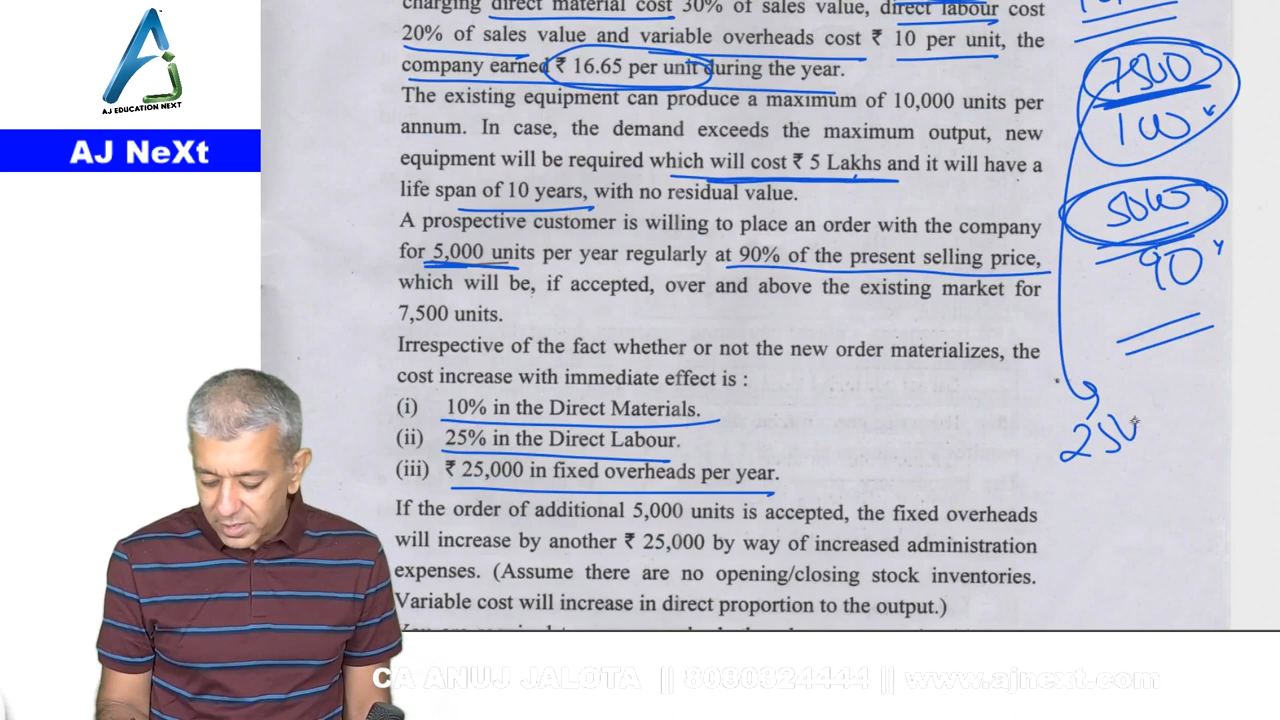 charging direct material cost 30% of sales value, direct labour cost
20% of sales value and variable overheads cost ₹ 10 per unit, the
company earned ₹ 16.65 per unit during the year.
The existing equipment can produce a maximum of 10,000 units per
annum. In case, the demand exceeds the maximum output, new
equipment will be required which will cost ₹ 5 Lakhs and it will have a
life span of 10 years, with no residual value.
A prospective customer is willing to place an order with the company
for 5,000 units per year regularly at 90% of the present selling price,
which will be, if accepted, over and above the existing market for
7,500 units.
Irrespective of the fact whether or not the new order materializes, the
cost increase with immediate effect is :
(i) 10% in the Direct Materials.
(ii) 25% in the Direct Labour.
(iii) ₹ 25,000 in fixed overheads per year.
If the order of additional 5,000 units is accepted, the fixed overheads
will increase by another ₹ 25,000 by way of increased administration
expenses. (Assume there are no opening/closing stock inventories.
Variable cost will increase in direct proportion to the output.)
7500
100
5000
90
AJ EDUCATION NEXT
AJ NeXt
CA ANUJ JALOTA || 8080324444 || www.ajnext.com